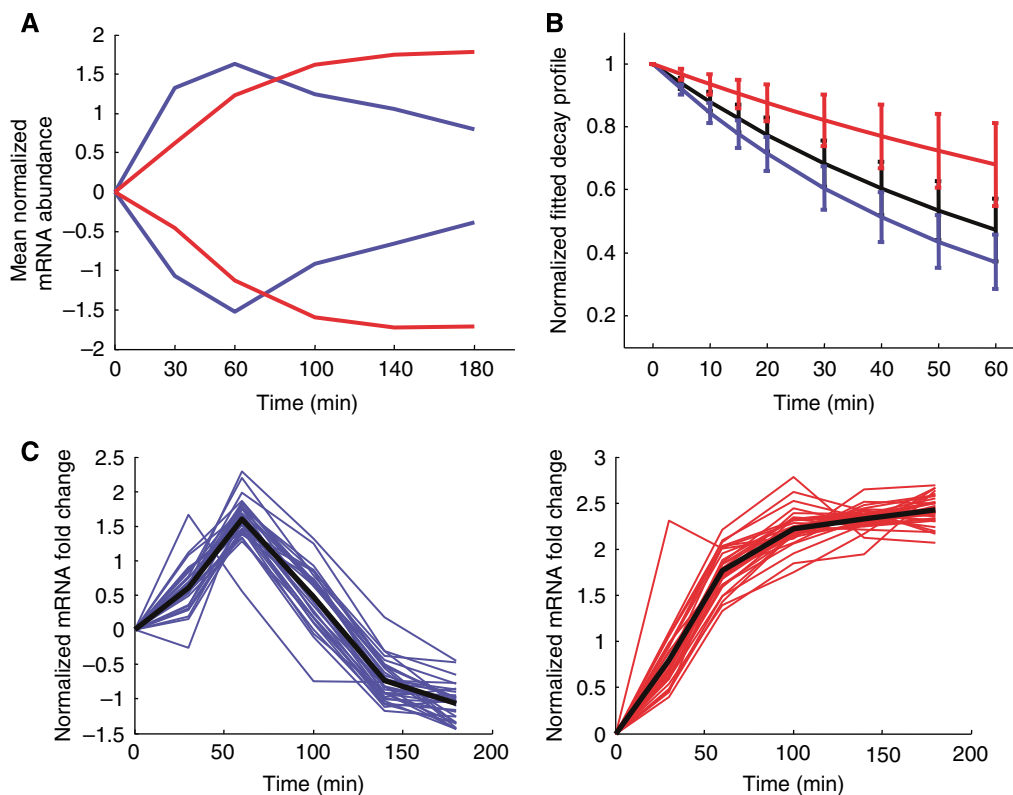 A
Mean normalized
mRNA abundance
2
1.5
1
0.5
0
−0.5
−1
−1.5
−2
0 30 60 100 140 180
Time (min)
B
Normalized fitted decay profile
1
0.8
0.6
0.4
0.2
0 10 20 30 40 50 60
Time (min)
C
Normalized mRNA fold change
2.5
2
1.5
1
0.5
0
−0.5
−1
−1.5
0 50 100 150 200
Time (min)
Normalized mRNA fold change
3
2.5
2
1.5
1
0.5
0
0 50 100 150 200
Time (min)